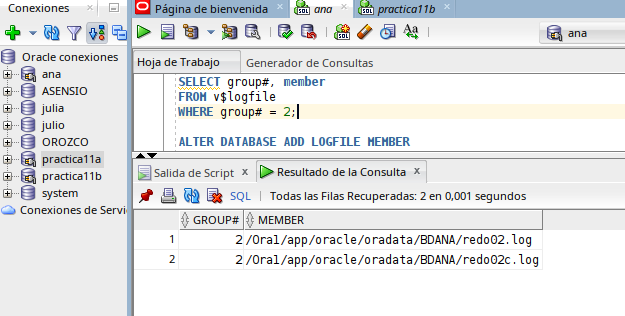 Conexiones
Página de bienvenida
ana
practica11b
SQL
Aa
ana
Oracle conexiones
ana
ASENSIO
julia
julio
OROZCO
practica11a
practica11b
system
Conexiones de Servi
Hoja de Trabajo
Generador de Consultas
SELECT group#, member
FROM v$logfile
WHERE group# = 2;
ALTER DATABASE ADD LOGFILE MEMBER
Salida de Script x
Resultado de la Consulta x
SQL | Todas las Filas Recuperadas: 2 en 0,001 segundos
GROUP# MEMBER
1 2 /Oral/app/oracle/oradata/BDANA/redo02.log
2 2 /Oral/app/oracle/oradata/BDANA/redo02c.log